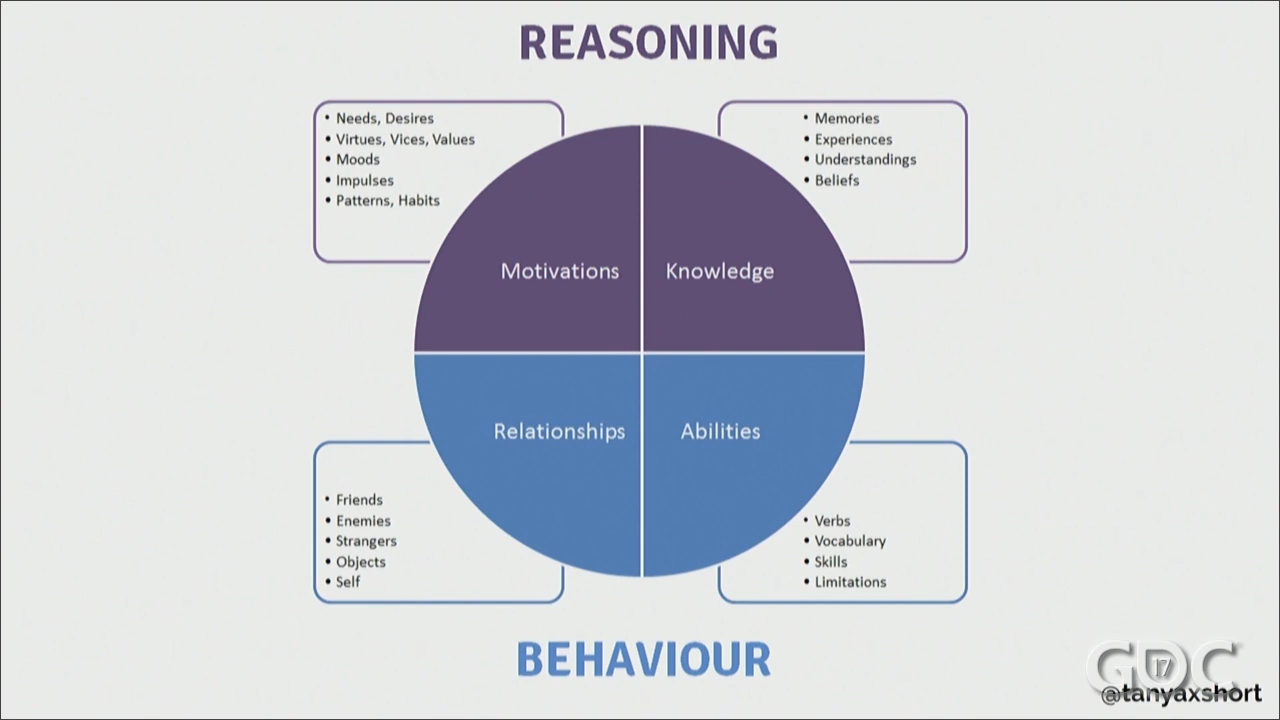 REASONING
• Needs, Desires
• Virtues, Vices, Values
• Moods
• Impulses
• Patterns, Habits
• Memories
• Experiences
• Understandings
• Beliefs
Motivations
Knowledge
Relationships
Abilities
• Friends
• Enemies
• Strangers
• Objects
• Self
• Verbs
• Vocabulary
• Skills
• Limitations
BEHAVIOUR
GDC
17
@tanyaxshort